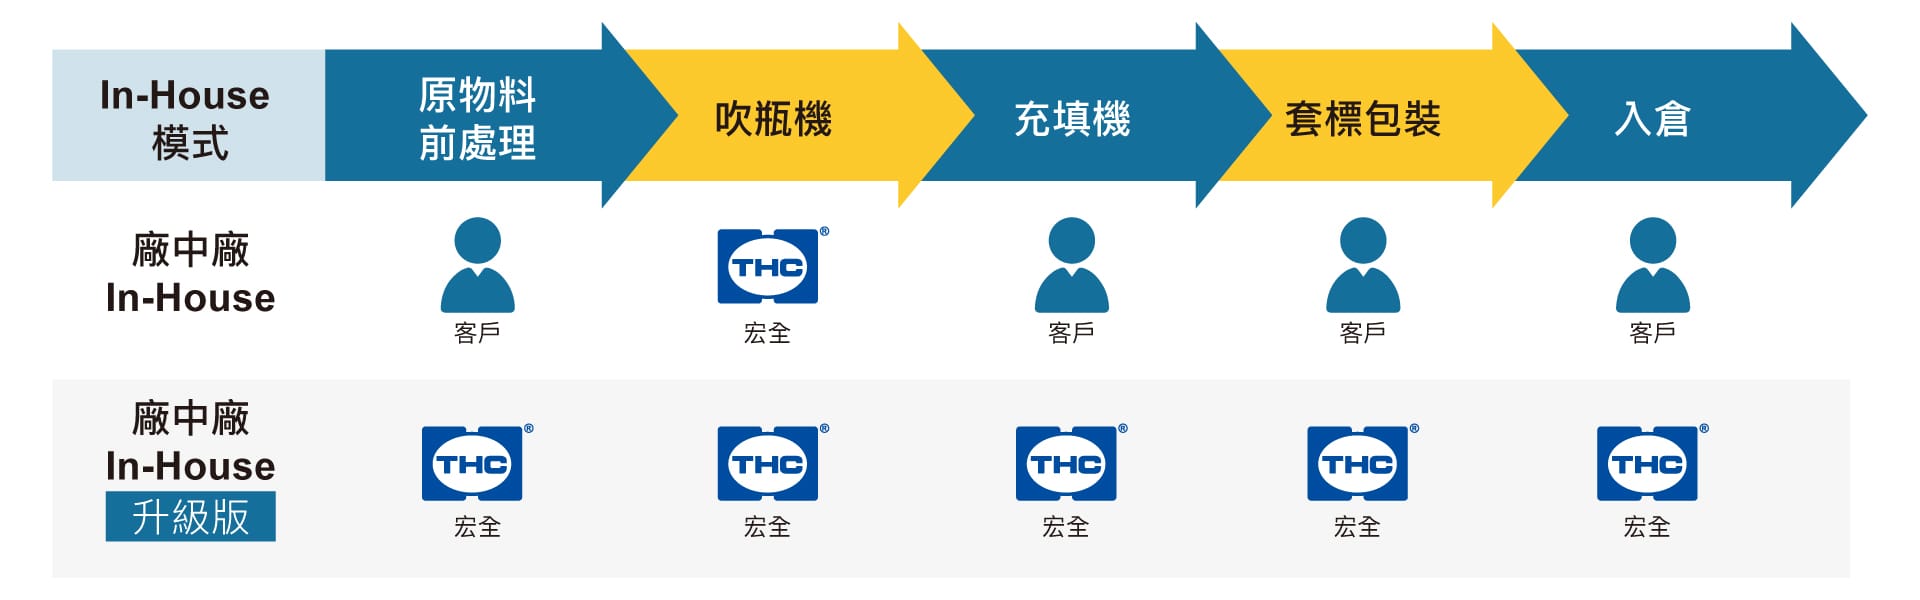 In-House
模式
原物料
前處理
吹瓶機
充填機
套標包裝
入倉
廠中廠
In-House
客戶
THC®
宏全
客戶
客戶
客戶
廠中廠
In-House
升級版
THC®
宏全
THC®
宏全
THC®
宏全
THC®
宏全
THC®
宏全